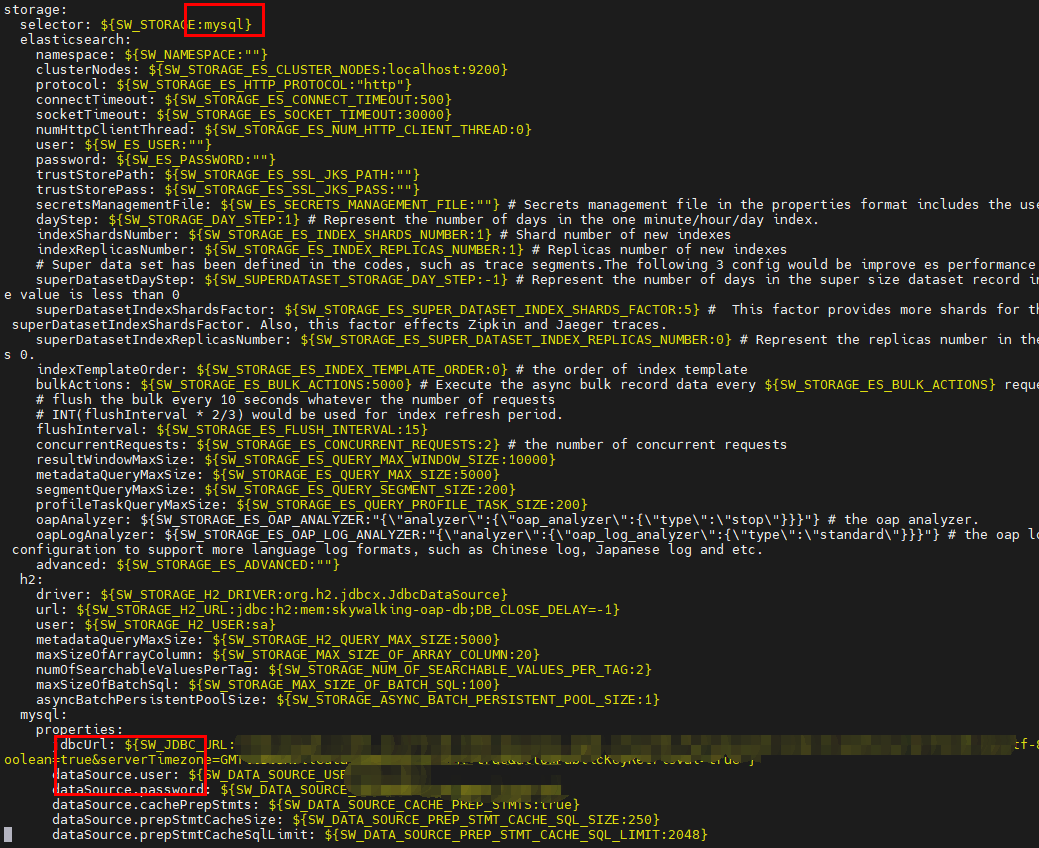 storage:
selector: ${SW_STORAGE:mysql}
elasticsearch:
namespace: ${SW_NAMESPACE:""}
clusterNodes: ${SW_STORAGE_ES_CLUSTER_NODES:localhost:9200}
protocol: ${SW_STORAGE_ES_HTTP_PROTOCOL:"http"}
connectTimeout: ${SW_STORAGE_ES_CONNECT_TIMEOUT:500}
socketTimeout: ${SW_STORAGE_ES_SOCKET_TIMEOUT:30000}
numHttpClientThread: ${SW_STORAGE_ES_NUM_HTTP_CLIENT_THREAD:0}
user: ${SW_ES_USER:""}
password: ${SW_ES_PASSWORD:""}
trustStorePath: ${SW_STORAGE_ES_SSL_JKS_PATH:""}
trustStorePass: ${SW_STORAGE_ES_SSL_JKS_PASS:""}
secretsManagementFile: ${SW_ES_SECRETS_MANAGEMENT_FILE:""} # Secrets management file in the properties format includes the use
dayStep: ${SW_STORAGE_DAY_STEP:1} # Represent the number of days in the one minute/hour/day index.
indexShardsNumber: ${SW_STORAGE_ES_INDEX_SHARDS_NUMBER:1} # Shard number of new indexes
indexReplicasNumber: ${SW_STORAGE_ES_INDEX_REPLICAS_NUMBER:1} # Replicas number of new indexes
# Super data set has been defined in the codes, such as trace segments.The following 3 config would be improve es performance
superDatasetDayStep: ${SW_SUPERDATASET_STORAGE_DAY_STEP:-1} # Represent the number of days in the super size dataset record in
e value is less than 0
superDatasetIndexShardsFactor: ${SW_STORAGE_ES_SUPER_DATASET_INDEX_SHARDS_FACTOR:5} #  This factor provides more shards for th
superDatasetIndexShardsFactor. Also, this factor effects Zipkin and Jaeger traces.
superDatasetIndexReplicasNumber: ${SW_STORAGE_ES_SUPER_DATASET_INDEX_REPLICAS_NUMBER:0} # Represent the replicas number in the
s 0.
indexTemplateOrder: ${SW_STORAGE_ES_INDEX_TEMPLATE_ORDER:0} # the order of index template
bulkActions: ${SW_STORAGE_ES_BULK_ACTIONS:5000} # Execute the async bulk record data every ${SW_STORAGE_ES_BULK_ACTIONS} reque
# flush the bulk every 10 seconds whatever the number of requests
# INT(flushInterval * 2/3) would be used for index refresh period.
flushInterval: ${SW_STORAGE_ES_FLUSH_INTERVAL:15}
concurrentRequests: ${SW_STORAGE_ES_CONCURRENT_REQUESTS:2} # the number of concurrent requests
resultWindowMaxSize: ${SW_STORAGE_ES_QUERY_MAX_WINDOW_SIZE:10000}
metadataQueryMaxSize: ${SW_STORAGE_ES_QUERY_MAX_SIZE:5000}
segmentQueryMaxSize: ${SW_STORAGE_ES_QUERY_SEGMENT_SIZE:200}
profileTaskQueryMaxSize: ${SW_STORAGE_ES_QUERY_PROFILE_TASK_SIZE:200}
oapAnalyzer: ${SW_STORAGE_ES_OAP_ANALYZER:"{\"analyzer\":{\"oap_analyzer\":{\"type\":\"stop\"}}}"} # the oap analyzer.
oapLogAnalyzer: ${SW_STORAGE_ES_OAP_LOG_ANALYZER:"{\"analyzer\":{\"oap_log_analyzer\":{\"type\":\"standard\"}}}"} # the oap lo
configuration to support more language log formats, such as Chinese log, Japanese log and etc.
advanced: ${SW_STORAGE_ES_ADVANCED:""}
h2:
driver: ${SW_STORAGE_H2_DRIVER:org.h2.jdbcx.JdbcDataSource}
url: ${SW_STORAGE_H2_URL:jdbc:h2:mem:skywalking-oap-db;DB_CLOSE_DELAY=-1}
user: ${SW_STORAGE_H2_USER:sa}
metadataQueryMaxSize: ${SW_STORAGE_H2_QUERY_MAX_SIZE:5000}
maxSizeOfArrayColumn: ${SW_STORAGE_MAX_SIZE_OF_ARRAY_COLUMN:20}
numOfSearchableValuesPerTag: ${SW_STORAGE_NUM_OF_SEARCHABLE_VALUES_PER_TAG:2}
maxSizeOfBatchSql: ${SW_STORAGE_MAX_SIZE_OF_BATCH_SQL:100}
asyncBatchPersistentPoolSize: ${SW_STORAGE_ASYNC_BATCH_PERSISTENT_POOL_SIZE:1}
mysql:
properties:
jdbcUrl: ${SW_JDBC_URL: tf-8
oolean=true&serverTimezone=GMT
dataSource.user: ${SW_DATA_SOURCE_USE
dataSource.password: ${SW_DATA_SOURCE_
dataSource.cachePrepStmts: ${SW_DATA_SOURCE_CACHE_PREP_STMTS:true}
dataSource.prepStmtCacheSize: ${SW_DATA_SOURCE_PREP_STMT_CACHE_SQL_SIZE:250}
dataSource.prepStmtCacheSqlLimit: ${SW_DATA_SOURCE_PREP_STMT_CACHE_SQL_LIMIT:2048}